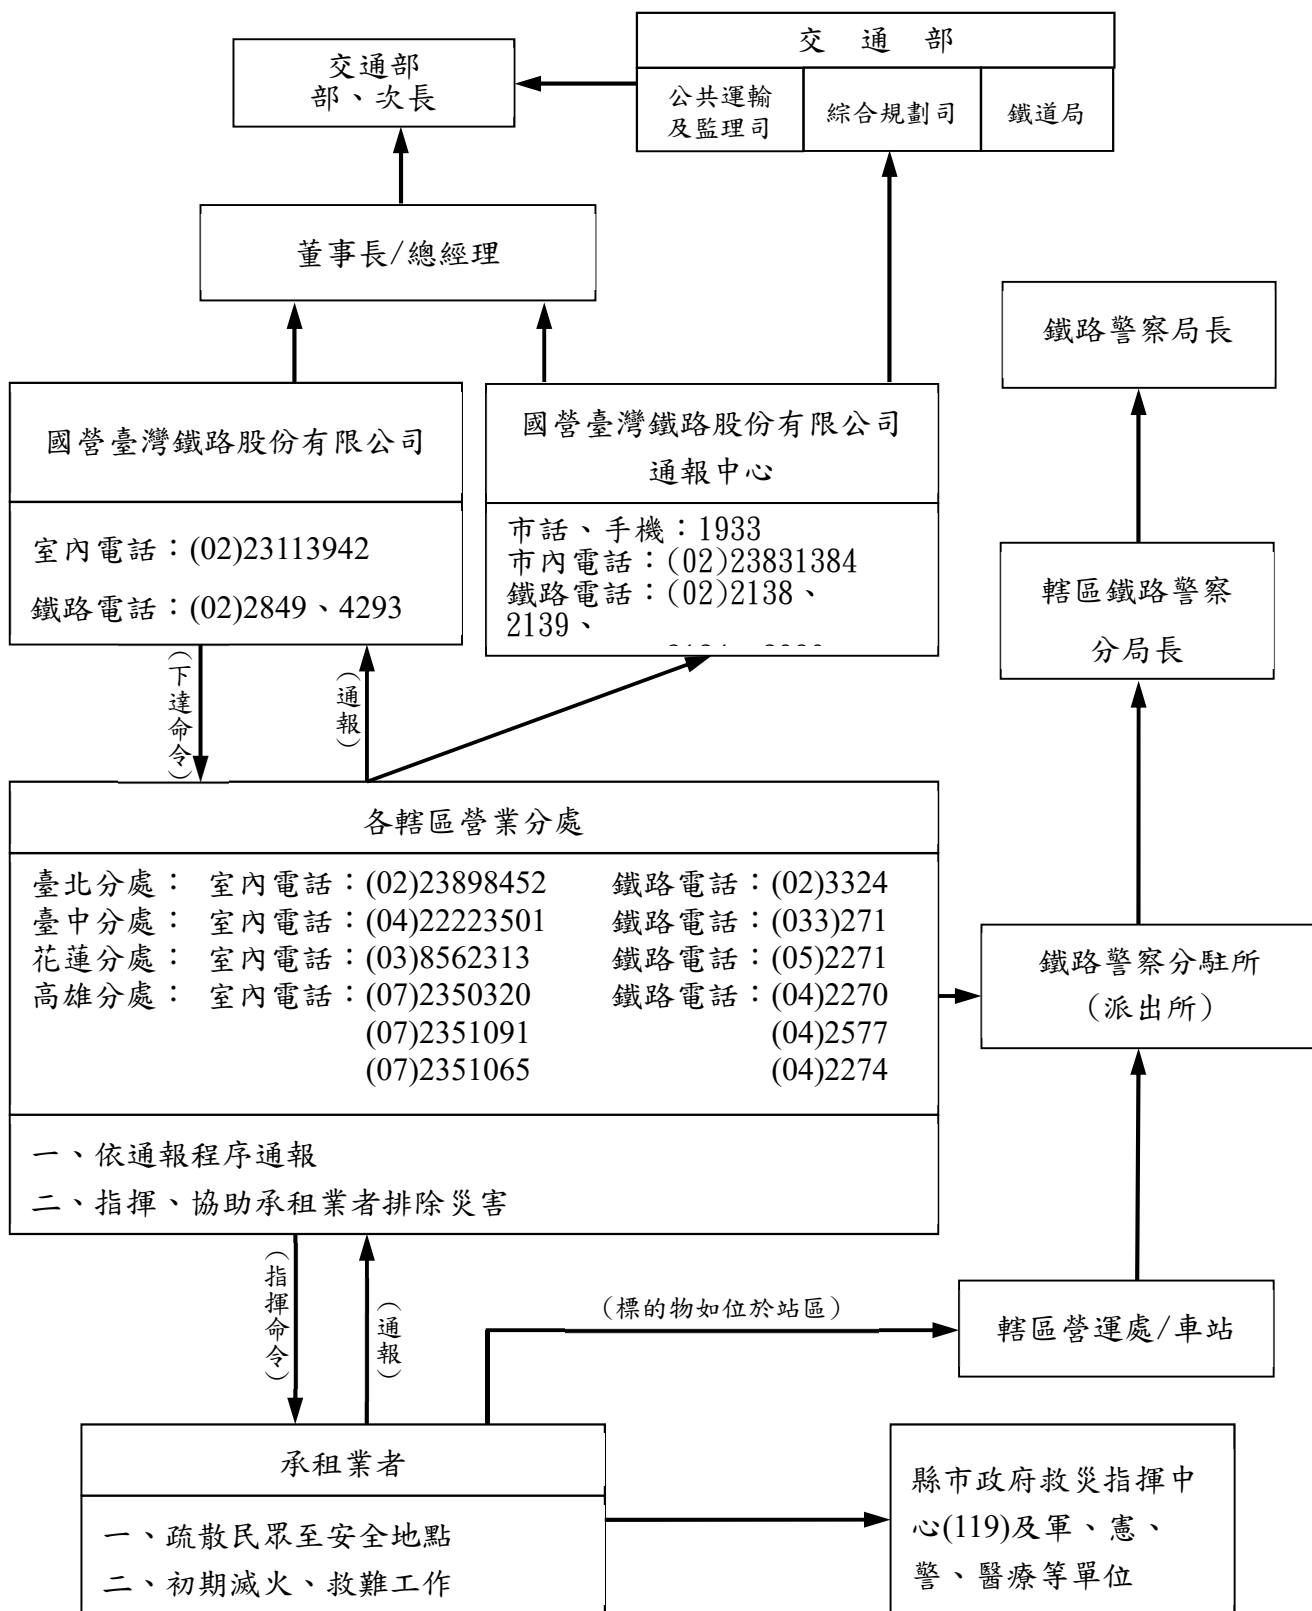 交通部
交通部
部、次長
公共運輸
及監理司
綜合規劃司
鐵道局
董事長/總經理
鐵路警察局長
國營臺灣鐵路股份有限公司
室內電話：(02)23113942
鐵路電話：(02)2849、4293
國營臺灣鐵路股份有限公司
通報中心
市話、手機：1933
市內電話：(02)23831384
鐵路電話：(02)2138、
2139、
轄區鐵路警察
分局長
（下達命令）
（通報）
各轄區營業分處
臺北分處： 室內電話：(02)23898452 鐵路電話：(02)3324
臺中分處： 室內電話：(04)22223501 鐵路電話：(033)271
花蓮分處： 室內電話：(03)8562313 鐵路電話：(05)2271
高雄分處： 室內電話：(07)2350320 鐵路電話：(04)2270
(07)2351091 (04)2577
(07)2351065 (04)2274
一、依通報程序通報
二、指揮、協助承租業者排除災害
鐵路警察分駐所
（派出所）
（指揮命令）
（通報）
（標的物如位於站區）
轄區營運處/車站
承租業者
一、疏散民眾至安全地點
二、初期滅火、救難工作
縣市政府救災指揮中
心(119)及軍、憲、
警、醫療等單位